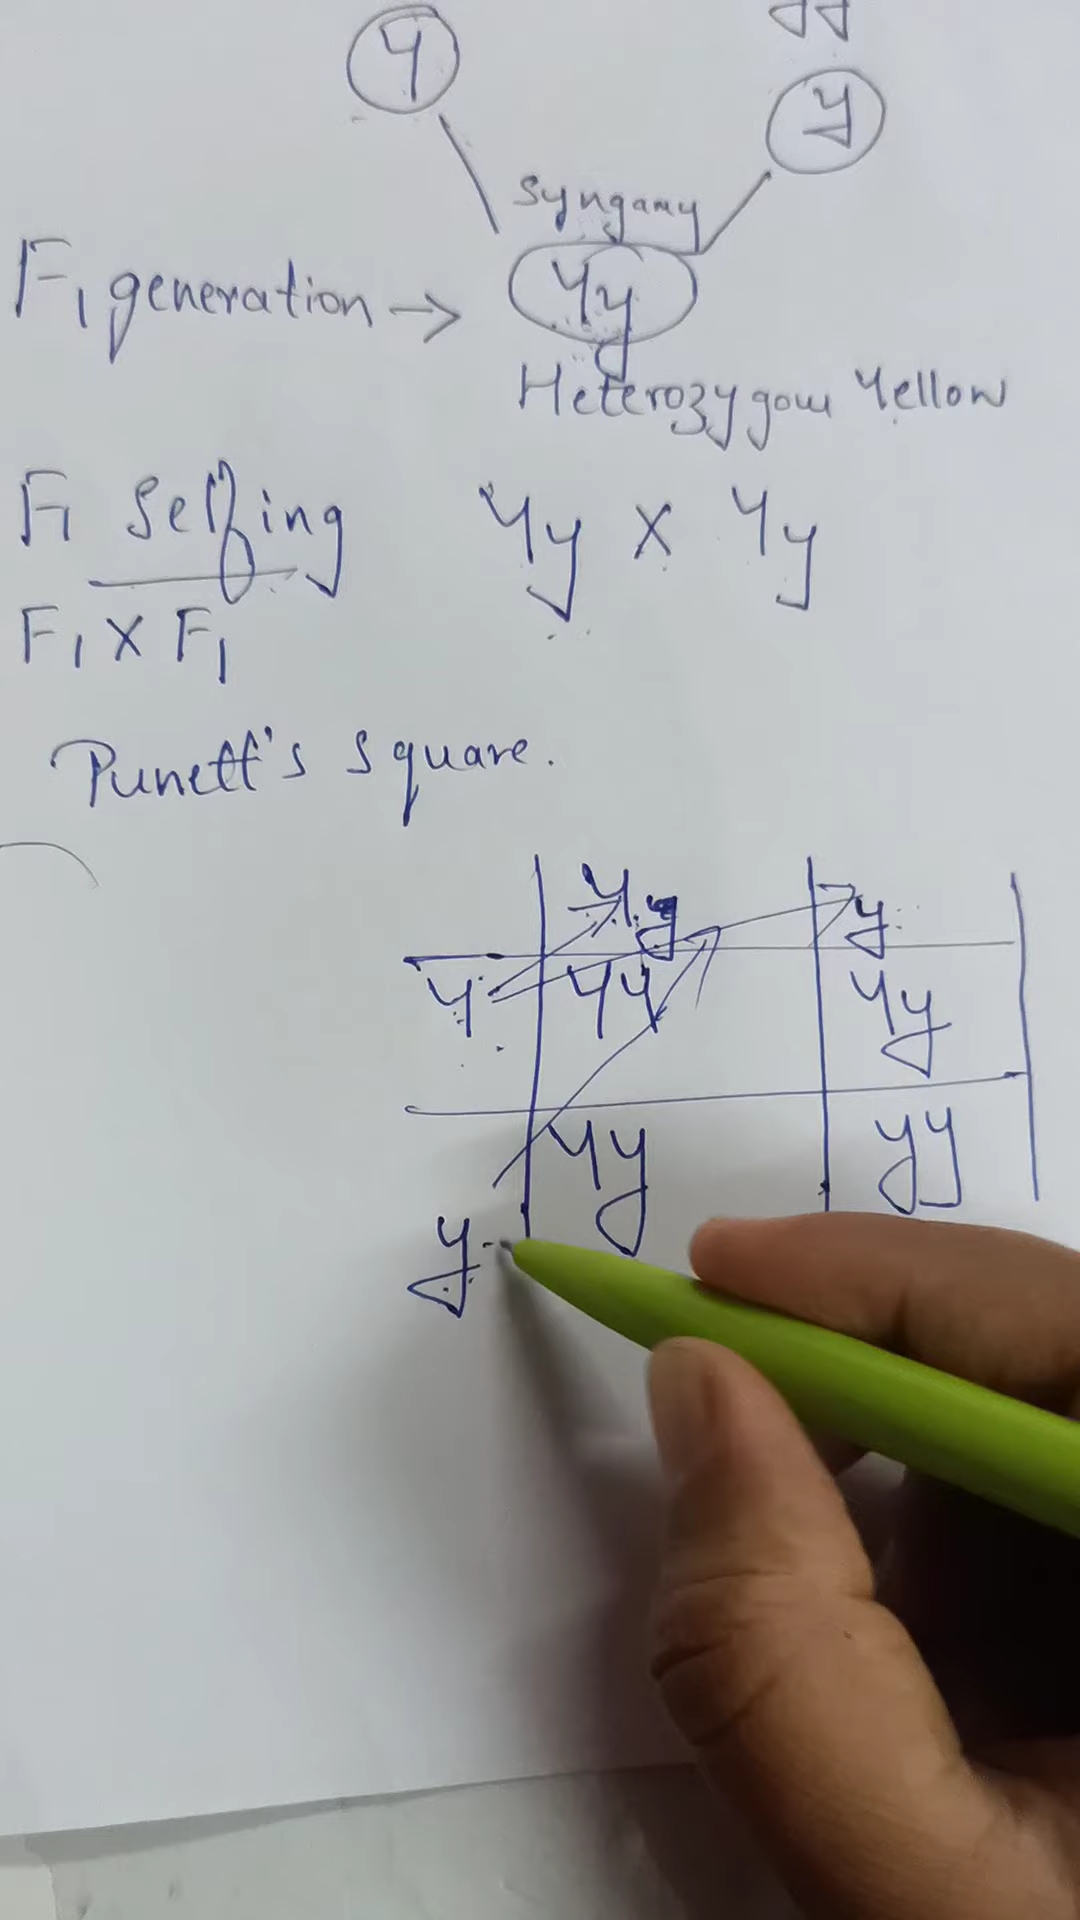 Y
y
Syngamy
F1 generation → Yy
Heterozygous Yellow
F1 Selfing Yy X Yy
F1 X F1
Punett's square.
Y y
Y YY Yy
y Yy yy